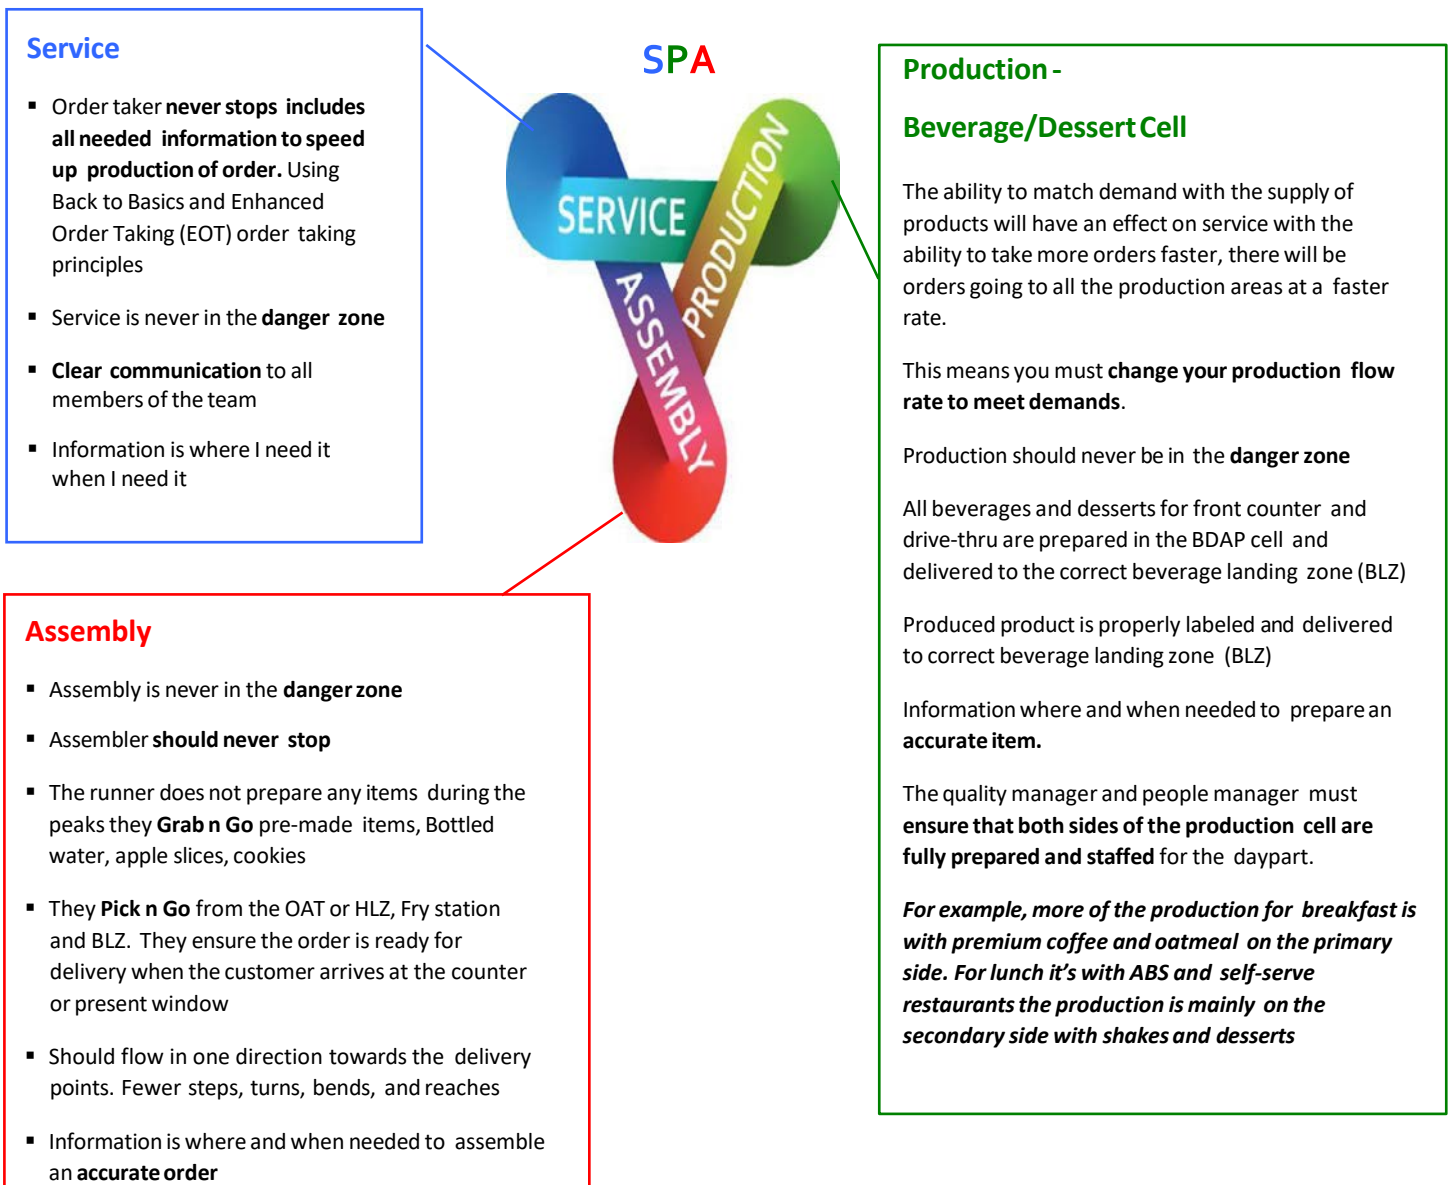 Service
▪ Order taker never stops includes
all needed information to speed
up production of order. Using
Back to Basics and Enhanced
Order Taking (EOT) order taking
principles
▪ Service is never in the danger zone
▪ Clear communication to all
members of the team
▪ Information is where I need it
when I need it
SPA
SERVICE
PRODUCTION
ASSEMBLY
Production -
Beverage/Dessert Cell
The ability to match demand with the supply of
products will have an effect on service with the
ability to take more orders faster, there will be
orders going to all the production areas at a faster
rate.
This means you must change your production flow
rate to meet demands.
Production should never be in the danger zone
All beverages and desserts for front counter and
drive-thru are prepared in the BDAP cell and
delivered to the correct beverage landing zone (BLZ)
Produced product is properly labeled and delivered
to correct beverage landing zone (BLZ)
Information where and when needed to prepare an
accurate item.
The quality manager and people manager must
ensure that both sides of the production cell are
fully prepared and staffed for the daypart.
For example, more of the production for breakfast is
with premium coffee and oatmeal on the primary
side. For lunch it's with ABS and self-serve
restaurants the production is mainly on the
secondary side with shakes and desserts
Assembly
▪ Assembly is never in the danger zone
▪ Assembler should never stop
▪ The runner does not prepare any items during the
peaks they Grab n Go pre-made items, Bottled
water, apple slices, cookies
▪ They Pick n Go from the OAT or HLZ, Fry station
and BLZ. They ensure the order is ready for
delivery when the customer arrives at the counter
or present window
▪ Should flow in one direction towards the delivery
points. Fewer steps, turns, bends, and reaches
▪ Information is where and when needed to assemble
an accurate order